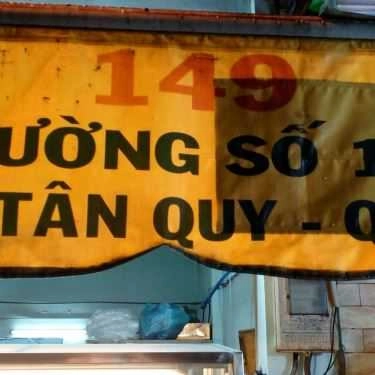 149
ƯỜNG SỐ 1
TÂN QUY - Q